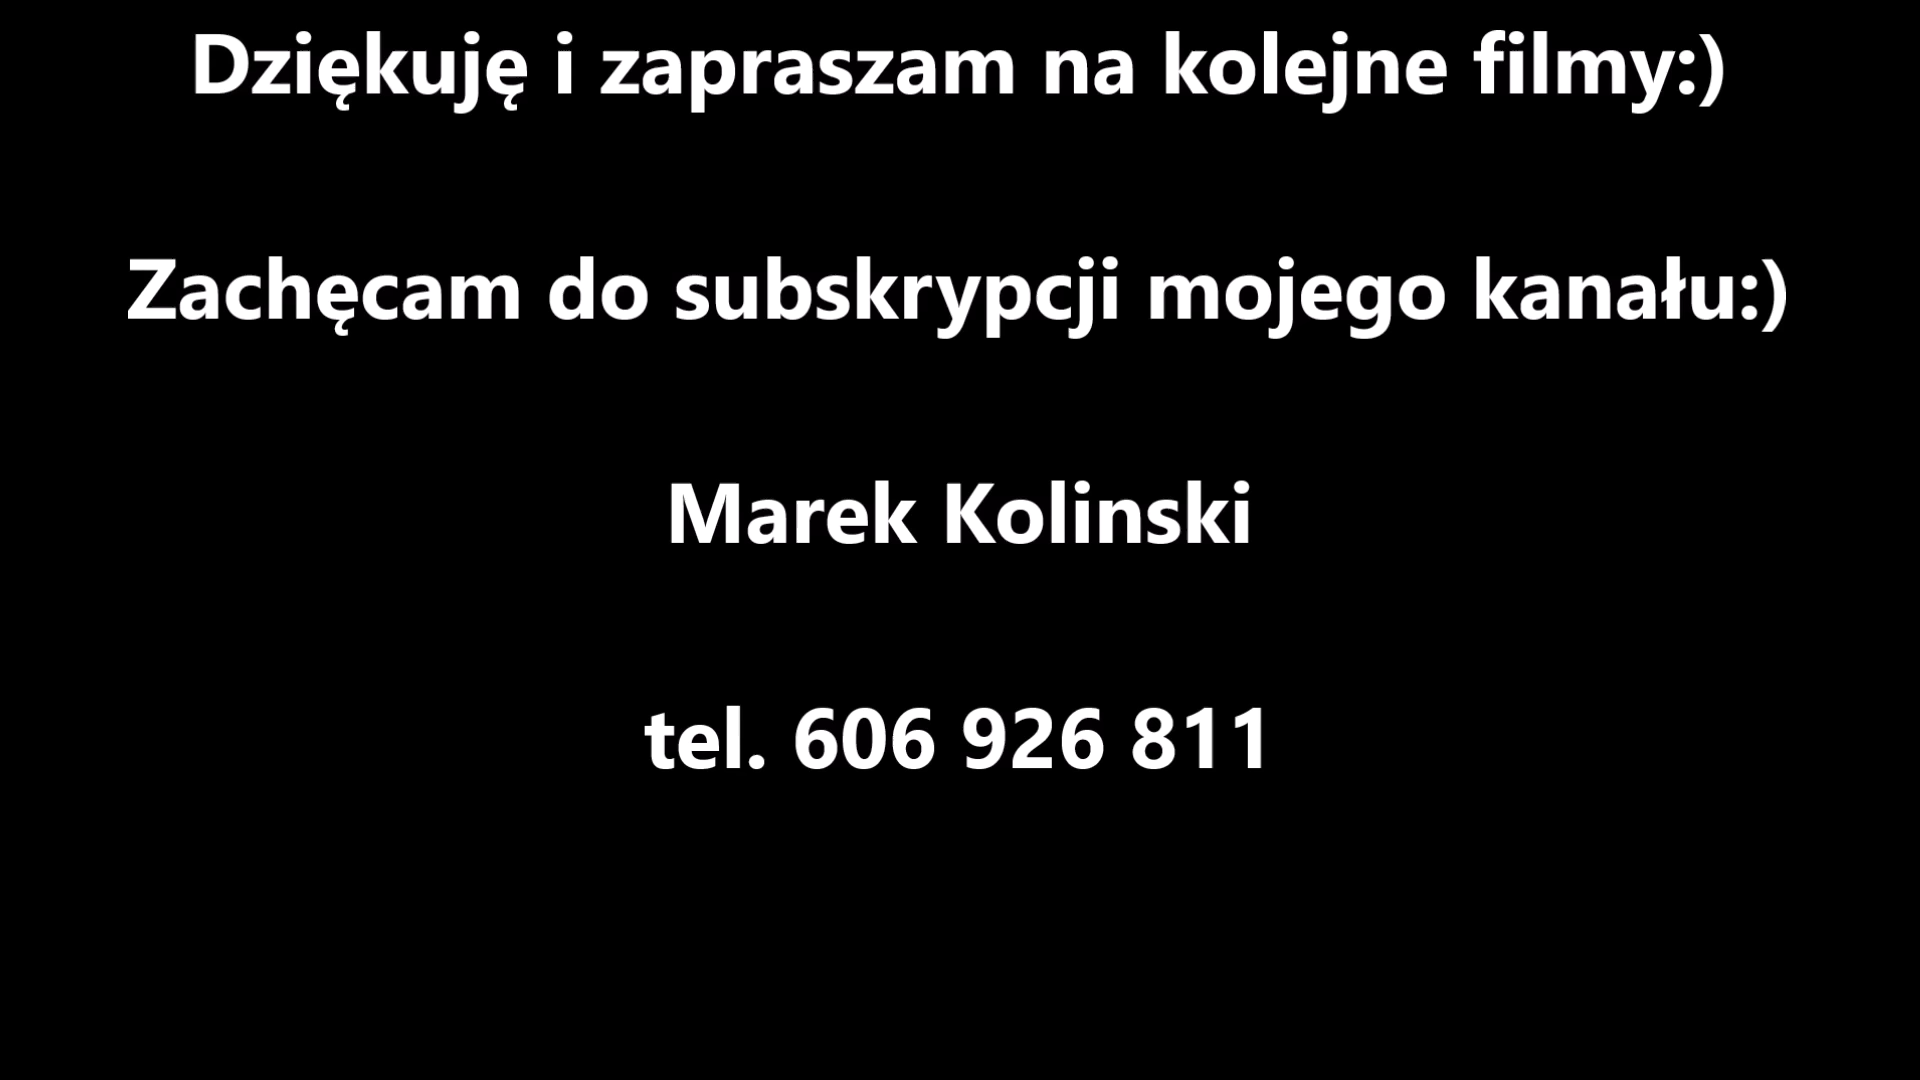 Dziękuję i zapraszam na kolejne filmy:)
Zachęcam do subskrypcji mojego kanału:)
Marek Kolinski
tel. 606 926 811